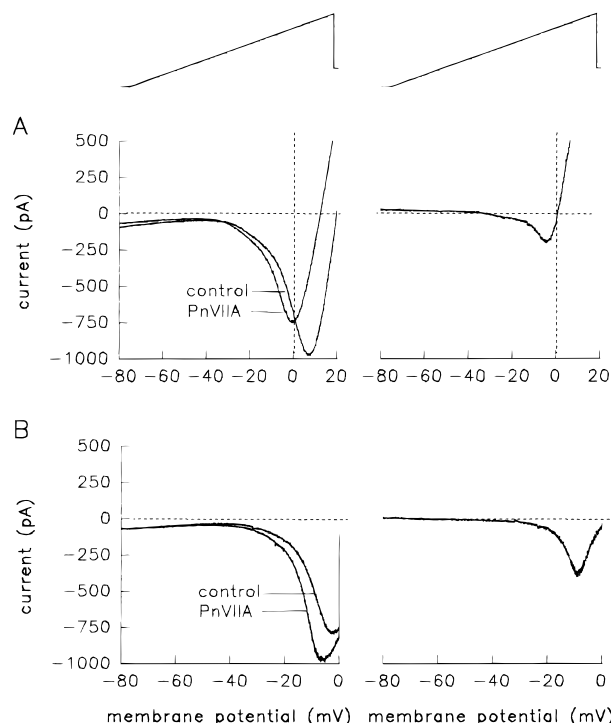 A
500
250
0
−250
−500
−750
−1000
current (pA)
control
PnVIIA
−80 −60 −40 −20 0 20
−80 −60 −40 −20 0 20
B
500
250
0
−250
−500
−750
−1000
current (pA)
control
PnVIIA
−80 −60 −40 −20 0
−80 −60 −40 −20 0
membrane potential (mV)
membrane potential (mV)